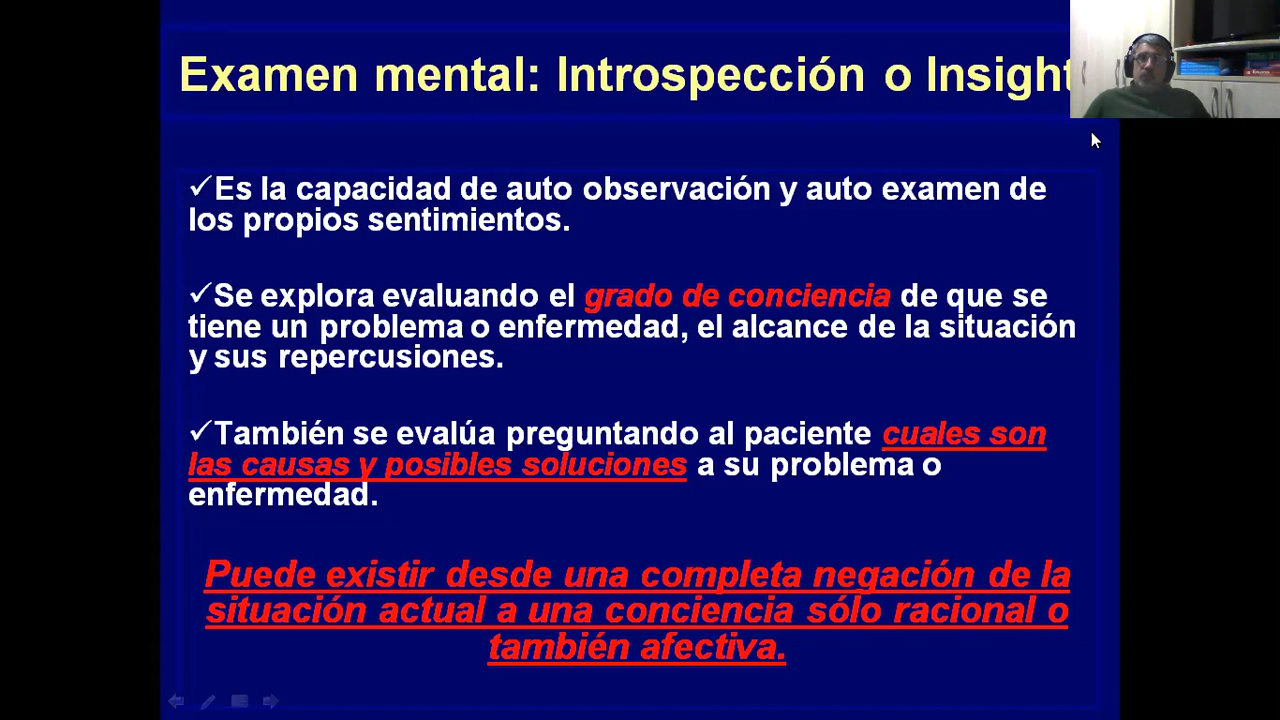 Examen mental: Introspección o Insight
✓Es la capacidad de auto observación y auto examen de
los propios sentimientos.
✓Se explora evaluando el grado de conciencia de que se
tiene un problema o enfermedad, el alcance de la situación
y sus repercusiones.
✓También se evalúa preguntando al paciente cuales son
las causas y posibles soluciones a su problema o
enfermedad.
Puede existir desde una completa negación de la
situación actual a una conciencia sólo racional o
también afectiva.